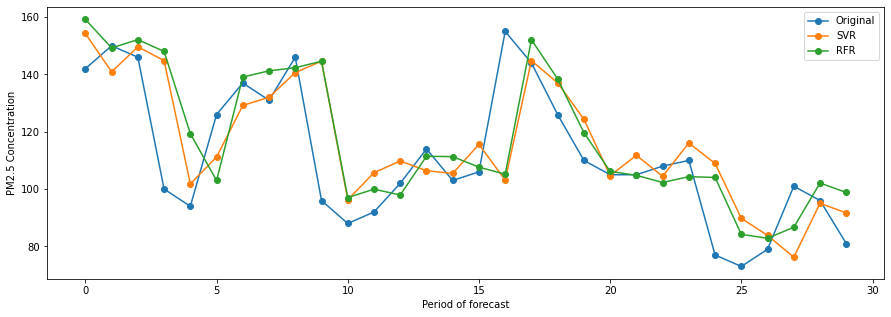 160
140
120
100
80
PM2.5 Concentration
0 5 10 15 20 25 30
Period of forecast
Original
SVR
RFR